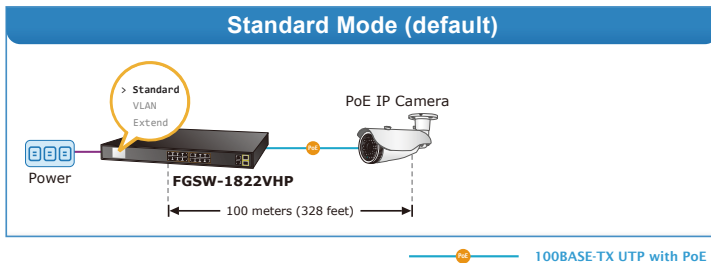 Standard Mode (default)
> Standard
VLAN
Extend
PoE IP Camera
PoE
Power
FGSW-1822VHP
100 meters (328 feet)
PoE
100BASE-TX UTP with PoE